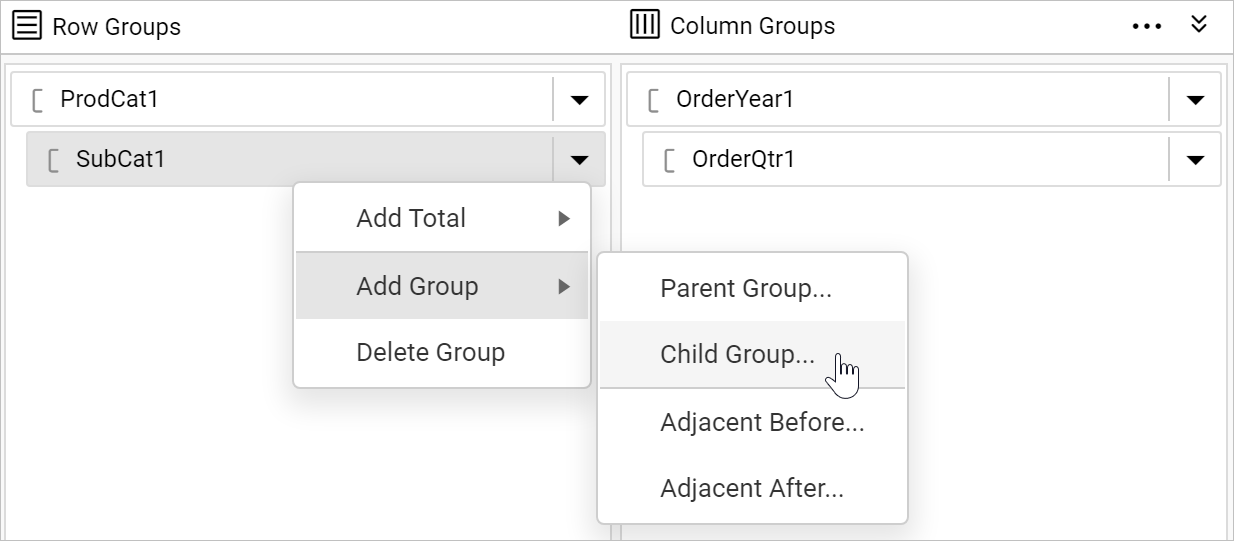 Row Groups
Column Groups
ProdCat1
OrderYear1
SubCat1
OrderQtr1
Add Total
Add Group
Delete Group
Parent Group...
Child Group...
Adjacent Before...
Adjacent After...